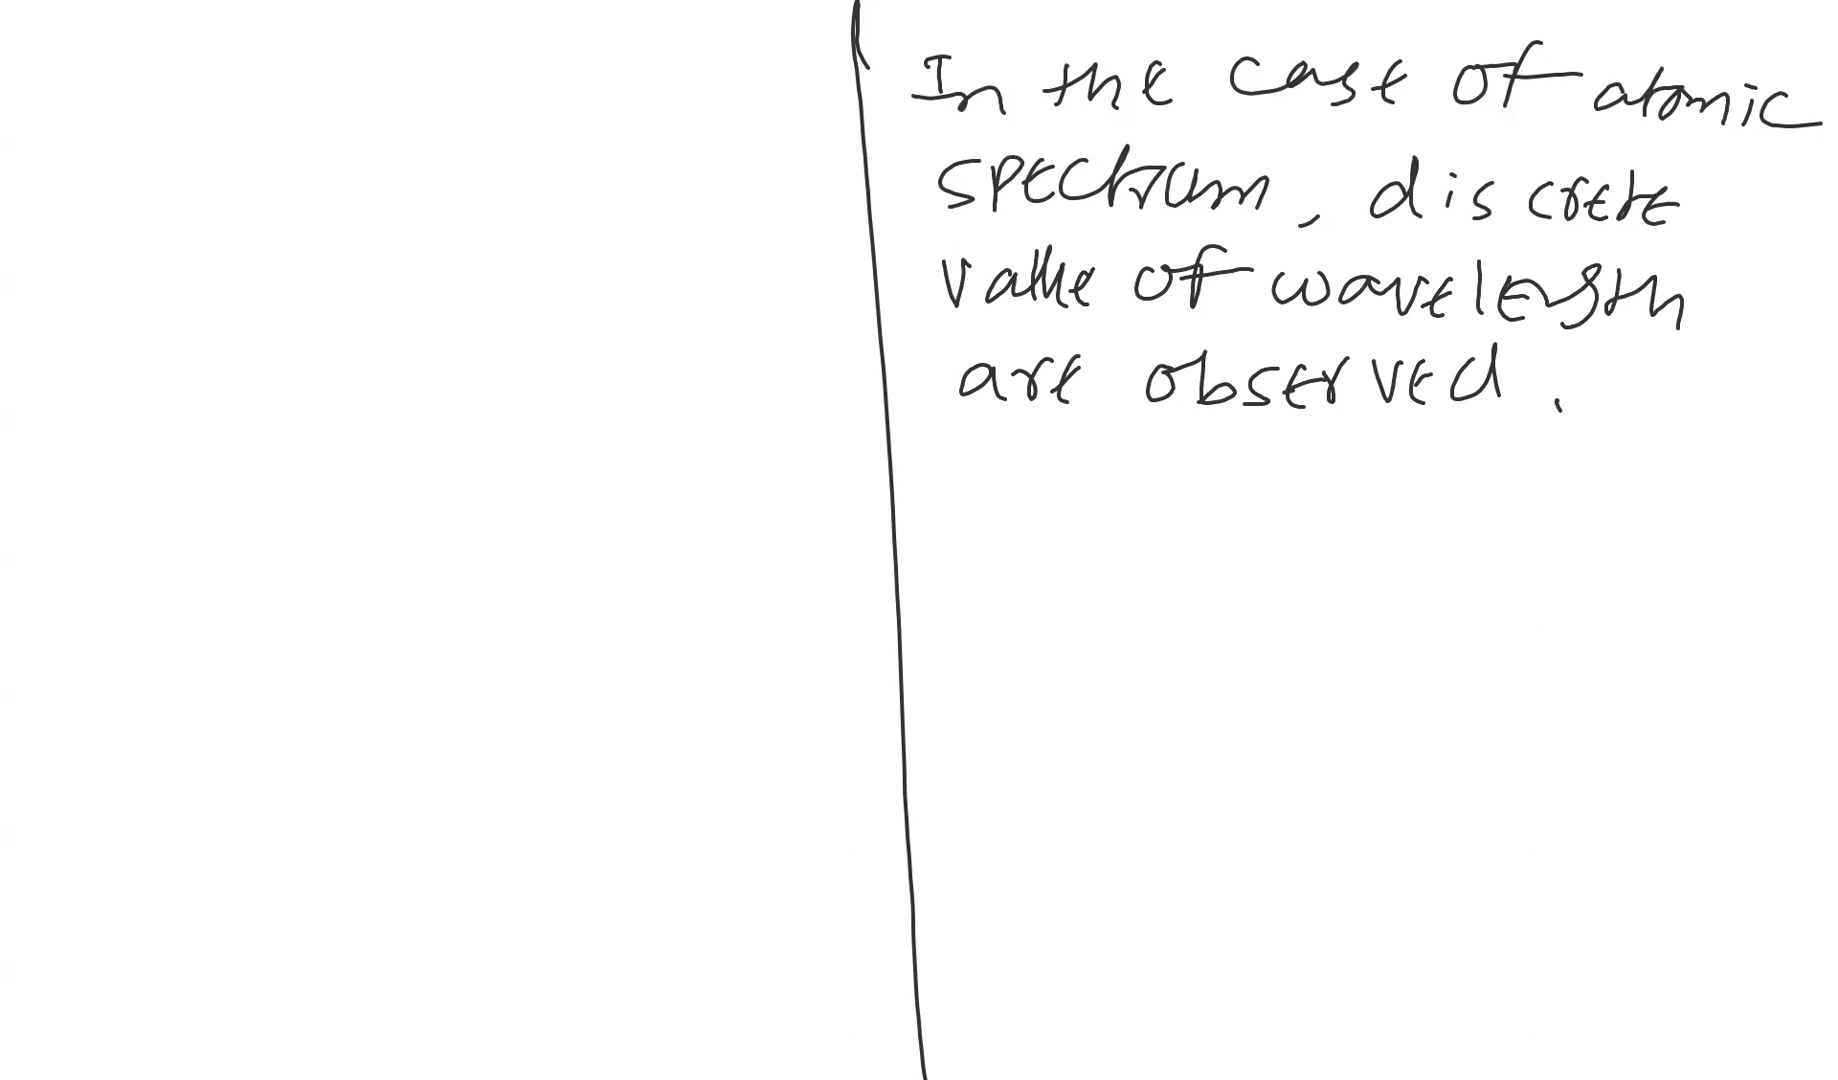 In the case of atomic
spectrum, discrete
value of wavelength
are observed.